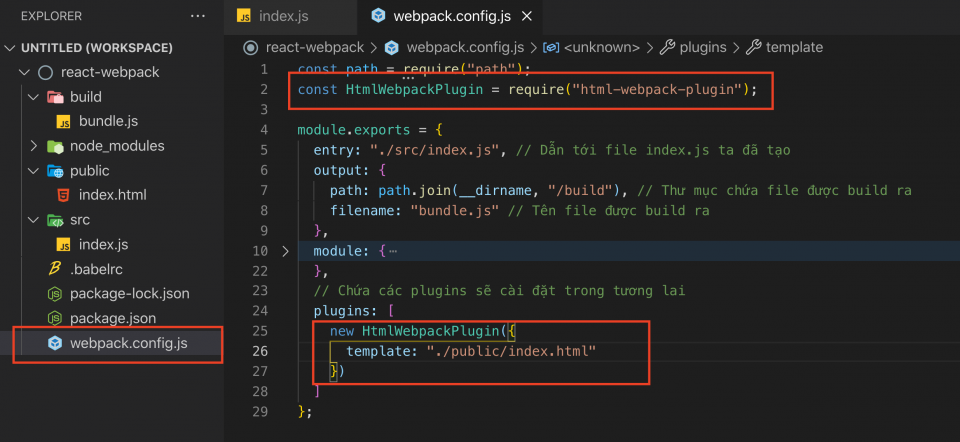 EXPLORER ···
UNTITLED (WORKSPACE)
react-webpack
build
bundle.js
node_modules
public
index.html
src
index.js
.babelrc
package-lock.json
package.json
webpack.config.js
index.js webpack.config.js ×
react-webpack > webpack.config.js > <unknown> > plugins > template
1 const path = require("path");
2 const HtmlWebpackPlugin = require("html-webpack-plugin");
3
4 module.exports = {
5 entry: "./src/index.js", // Dẫn tới file index.js ta đã tạo
6 output: {
7 path: path.join(__dirname, "/build"), // Thư mục chứa file được build ra
8 filename: "bundle.js" // Tên file được build ra
9 },
10 module: { ⋯
22 },
23 // Chứa các plugins sẽ cài đặt trong tương lai
24 plugins: [
25 new HtmlWebpackPlugin({
26 template: "./public/index.html"
27 })
28 ]
29 };